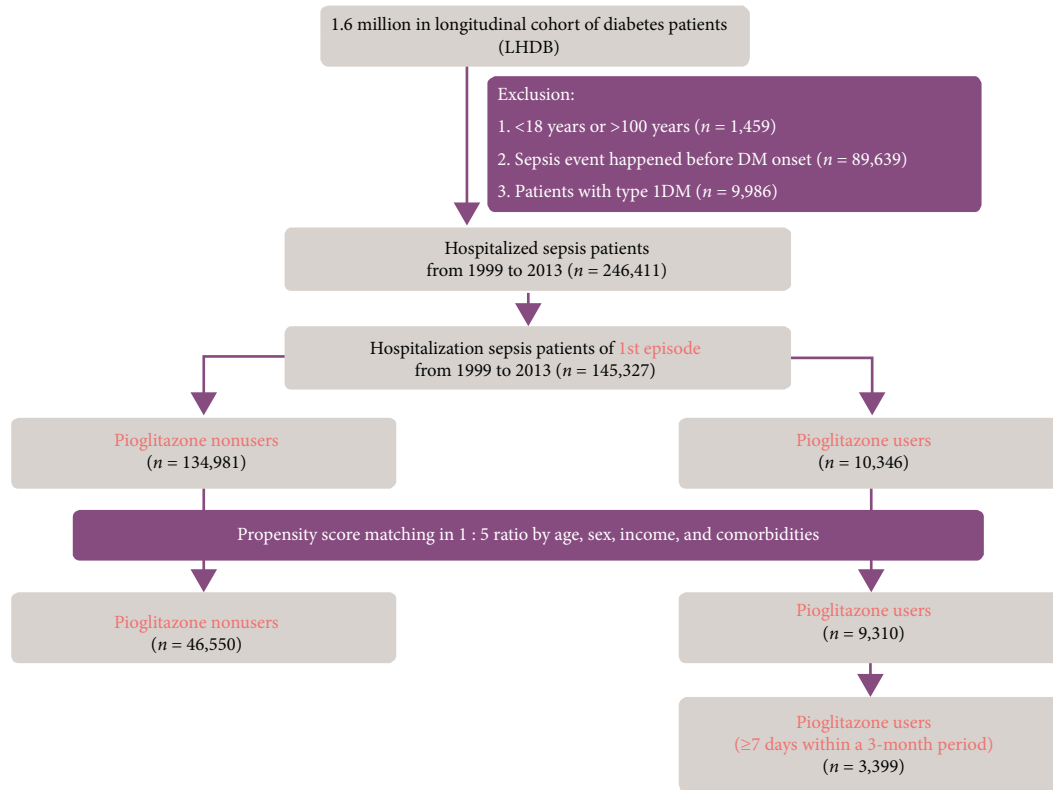 1.6 million in longitudinal cohort of diabetes patients
(LHDB)
Exclusion:
1. <18 years or >100 years (n = 1,459)
2. Sepsis event happened before DM onset (n = 89,639)
3. Patients with type 1DM (n = 9,986)
Hospitalized sepsis patients
from 1999 to 2013 (n = 246,411)
Hospitalization sepsis patients of 1st episode
from 1999 to 2013 (n = 145,327)
Pioglitazone nonusers
(n = 134,981)
Pioglitazone users
(n = 10,346)
Propensity score matching in 1 : 5 ratio by age, sex, income, and comorbidities
Pioglitazone nonusers
(n = 46,550)
Pioglitazone users
(n = 9,310)
Pioglitazone users
(≥7 days within a 3-month period)
(n = 3,399)